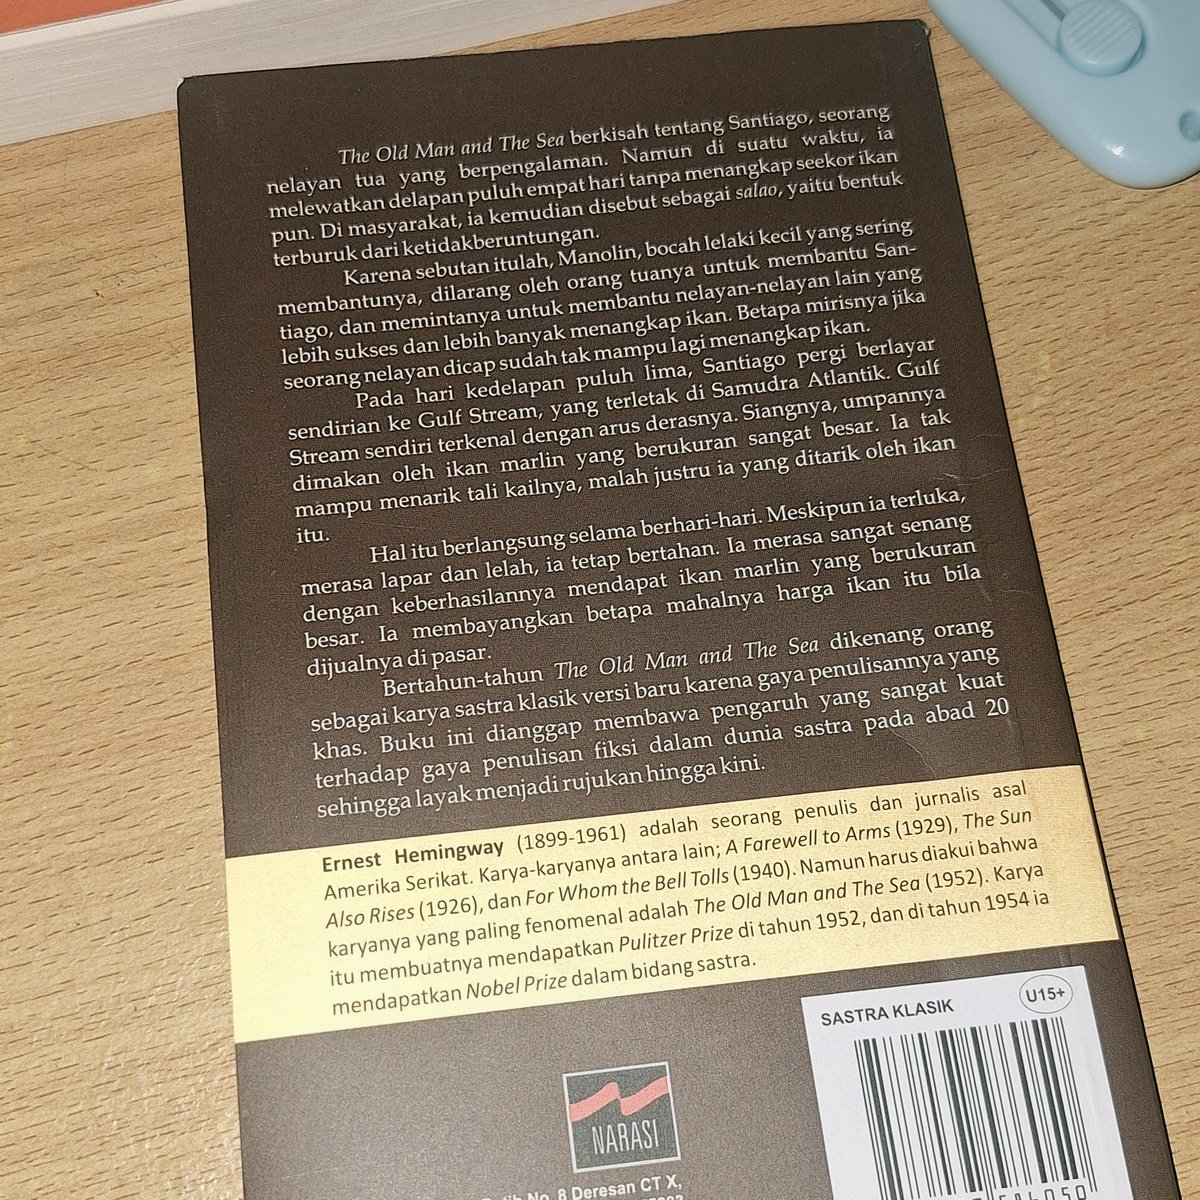 The Old Man and The Sea berkisah tentang Santiago, seorang
nelayan tua yang berpengalaman. Namun di suatu waktu, ia
melewatkan delapan puluh empat hari tanpa menangkap seekor ikan
pun. Di masyarakat, ia kemudian disebut sebagai salao, yaitu bentuk
terburuk dari ketidakberuntungan.
Karena sebutan itulah, Manolin, bocah lelaki kecil yang sering
membantunya, dilarang oleh orang tuanya untuk membantu San-
tiago, dan memintanya untuk membantu nelayan-nelayan lain yang
lebih sukses dan lebih banyak menangkap ikan. Betapa mirisnya jika
seorang nelayan dicap sudah tak mampu lagi menangkap ikan.
Pada hari kedelapan puluh lima, Santiago pergi berlayar
sendirian ke Gulf Stream, yang terletak di Samudra Atlantik. Gulf
Stream sendiri terkenal dengan arus derasnya. Siangnya, umpannya
dimakan oleh ikan marlin yang berukuran sangat besar. Ia tak
mampu menarik tali kailnya, malah justru ia yang ditarik oleh ikan
itu.
Hal itu berlangsung selama berhari-hari. Meskipun ia terluka,
merasa lapar dan lelah, ia tetap bertahan. Ia merasa sangat senang
dengan keberhasilannya mendapat ikan marlin yang berukuran
besar. Ia membayangkan betapa mahalnya harga ikan itu bila
dijualnya di pasar.
Bertahun-tahun The Old Man and The Sea dikenang orang
sebagai karya sastra klasik versi baru karena gaya penulisannya yang
khas. Buku ini dianggap membawa pengaruh yang sangat kuat
terhadap gaya penulisan fiksi dalam dunia sastra pada abad 20
sehingga layak menjadi rujukan hingga kini.
Ernest Hemingway (1899-1961) adalah seorang penulis dan jurnalis asal
Amerika Serikat. Karya-karyanya antara lain; A Farewell to Arms (1929), The Sun
Also Rises (1926), dan For Whom the Bell Tolls (1940). Namun harus diakui bahwa
karyanya yang paling fenomenal adalah The Old Man and The Sea (1952). Karya
itu membuatnya mendapatkan Pulitzer Prize di tahun 1952, dan di tahun 1954 ia
mendapatkan Nobel Prize dalam bidang sastra.
SASTRA KLASIK U15+
NARASI
No. 8 Deresan CT X,